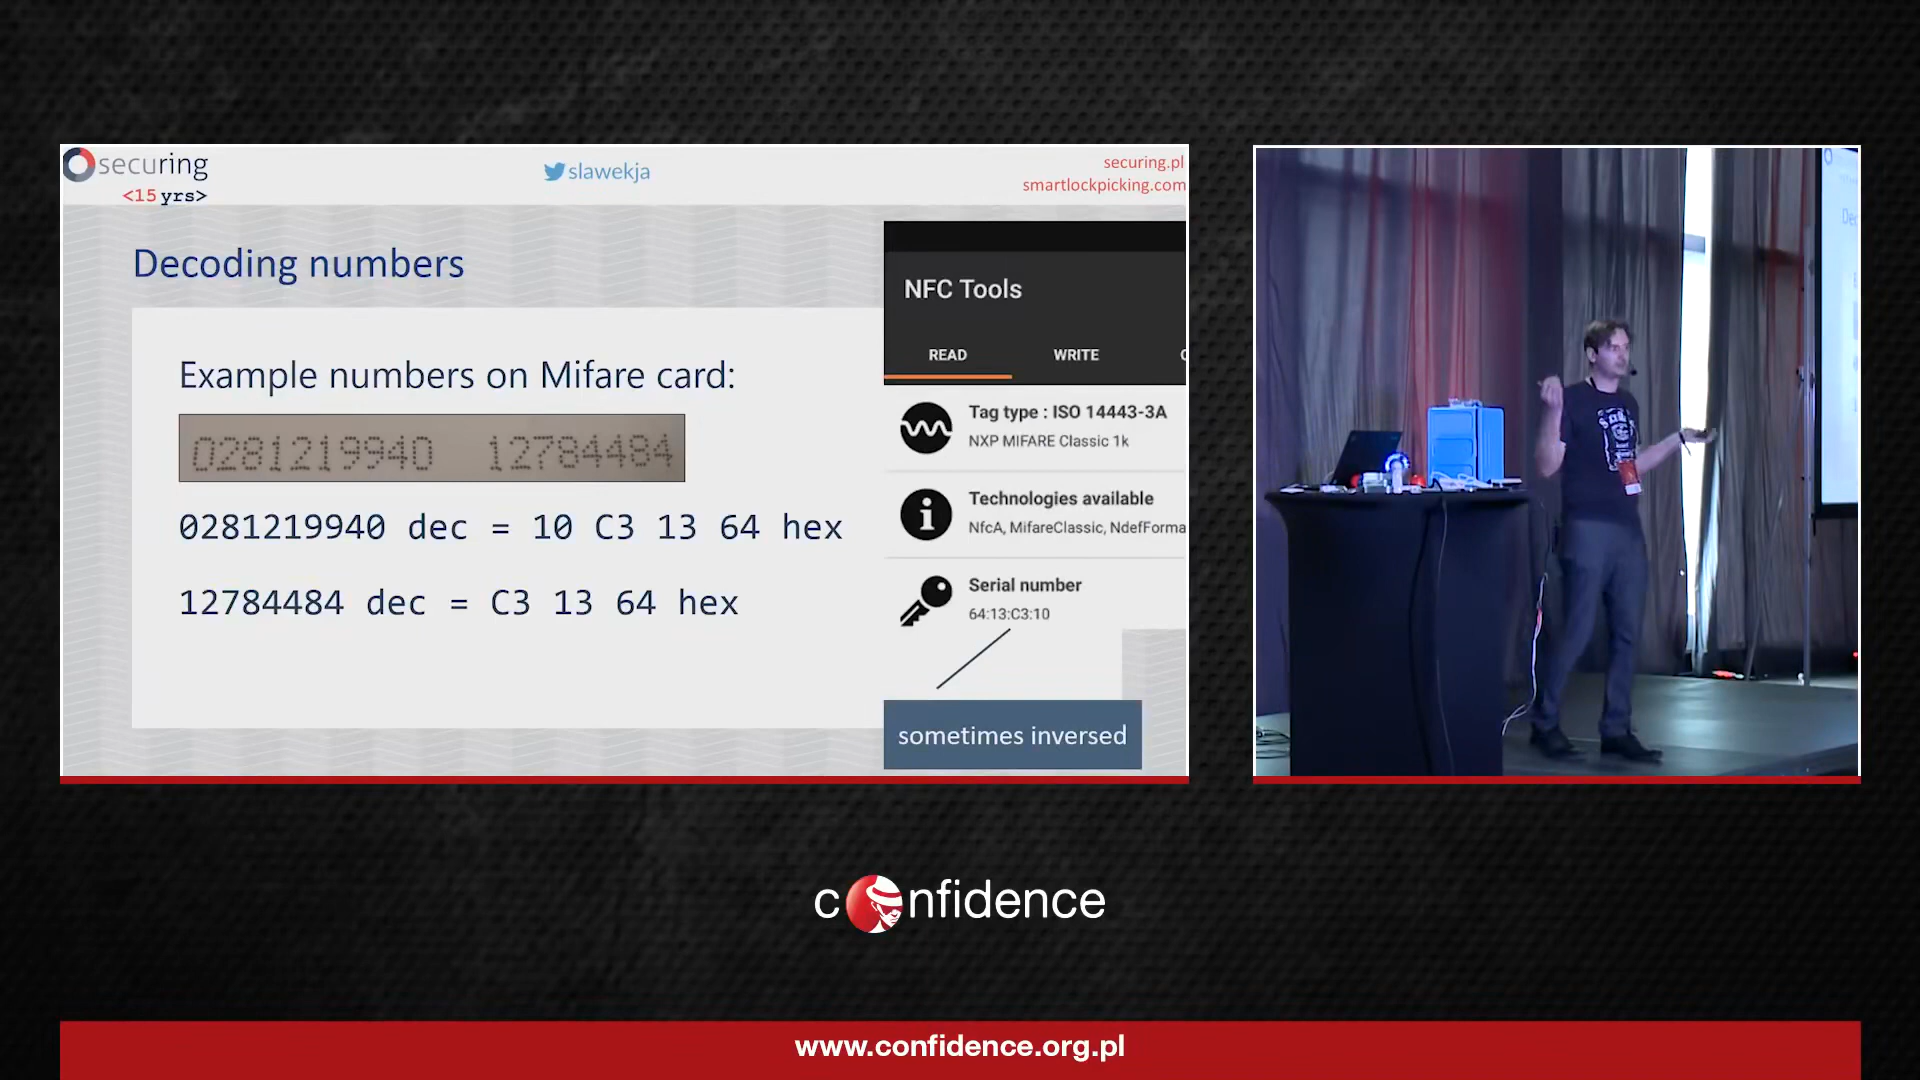 securing
<15 yrs>
slawekja
securing.pl
smartlockpicking.com
Decoding numbers
Example numbers on Mifare card:
0281219940 12784484
0281219940 dec = 10 C3 13 64 hex
12784484 dec = C3 13 64 hex
NFC Tools
READ WRITE
Tag type : ISO 14443-3A
NXP MIFARE Classic 1k
Technologies available
NfcA, MifareClassic, NdefForma
Serial number
64:13:C3:10
sometimes inversed
confidence
www.confidence.org.pl